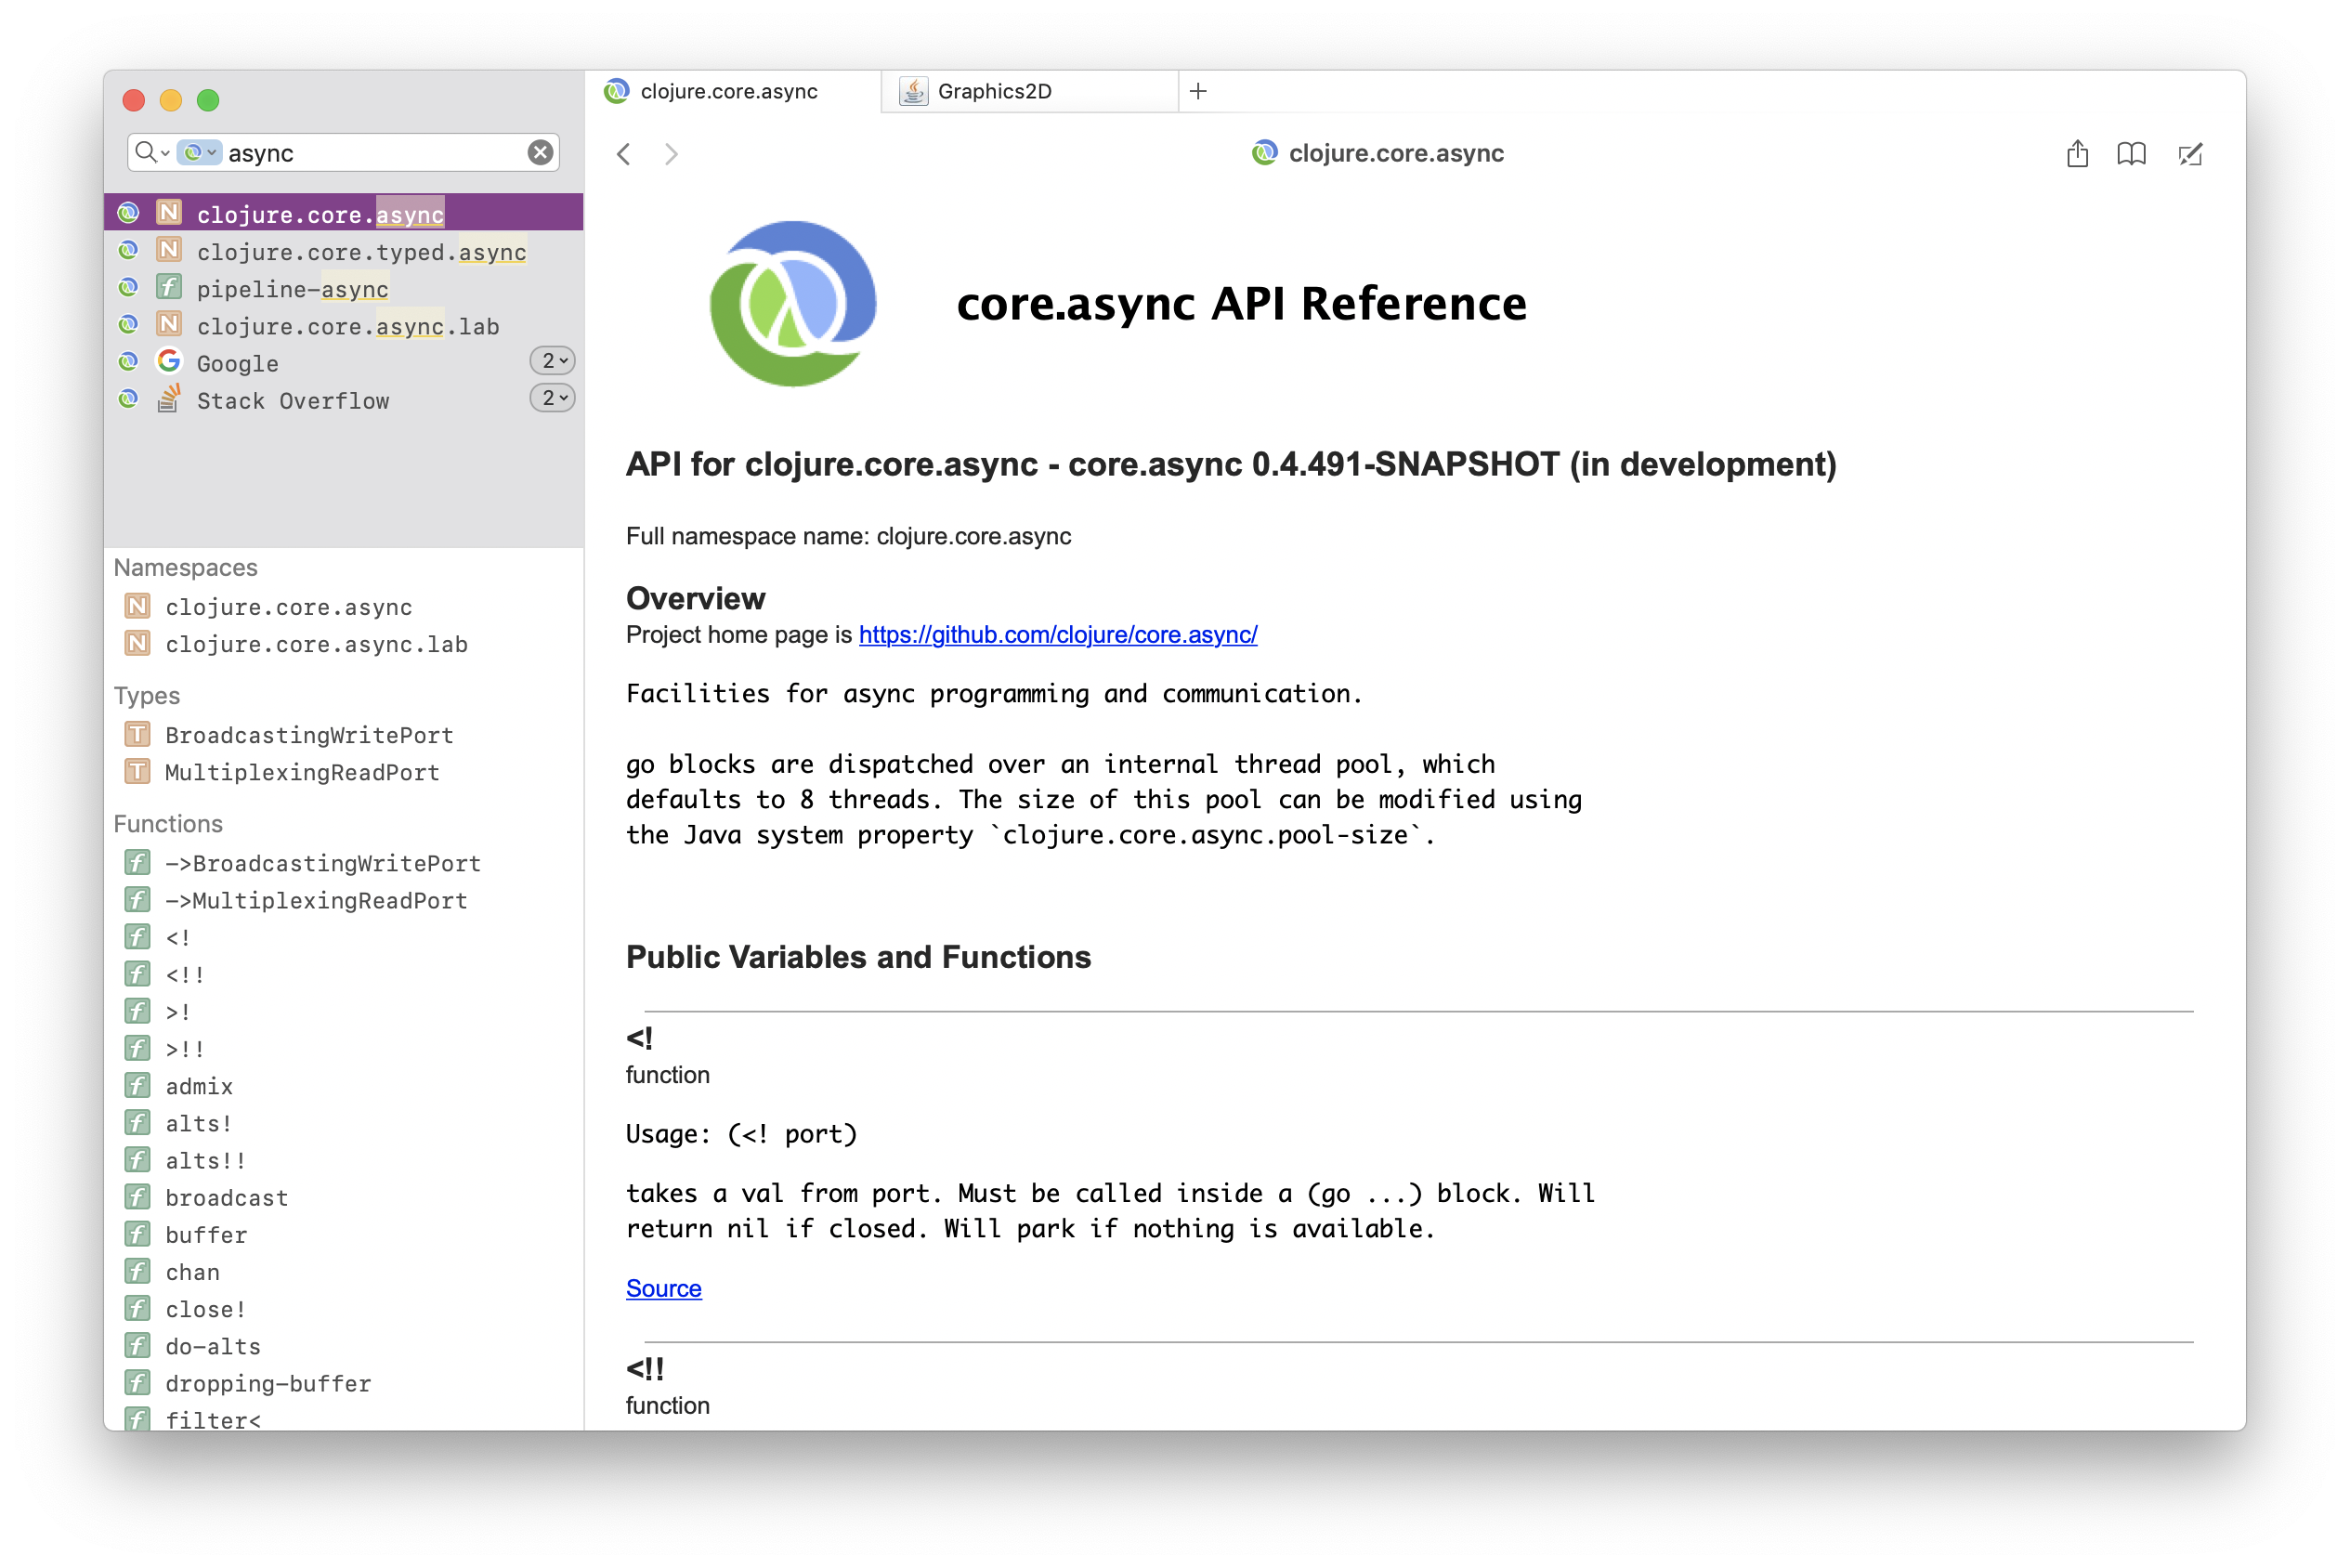 async
clojure.core.async
clojure.core.typed.async
pipeline-async
clojure.core.async.lab
Google 2
Stack Overflow 2
Namespaces
clojure.core.async
clojure.core.async.lab
Types
BroadcastingWritePort
MultiplexingReadPort
Functions
->BroadcastingWritePort
->MultiplexingReadPort
<!
<!!
>!
>!!
admix
alts!
alts!!
broadcast
buffer
chan
close!
do-alts
dropping-buffer
filter<
clojure.core.async
Graphics2D
clojure.core.async
core.async API Reference
API for clojure.core.async - core.async 0.4.491-SNAPSHOT (in development)
Full namespace name: clojure.core.async
Overview
Project home page is https://github.com/clojure/core.async/
Facilities for async programming and communication.
go blocks are dispatched over an internal thread pool, which
defaults to 8 threads. The size of this pool can be modified using
the Java system property `clojure.core.async.pool-size`.
Public Variables and Functions
<!
function
Usage: (<! port)
takes a val from port. Must be called inside a (go ...) block. Will
return nil if closed. Will park if nothing is available.
Source
<!!
function